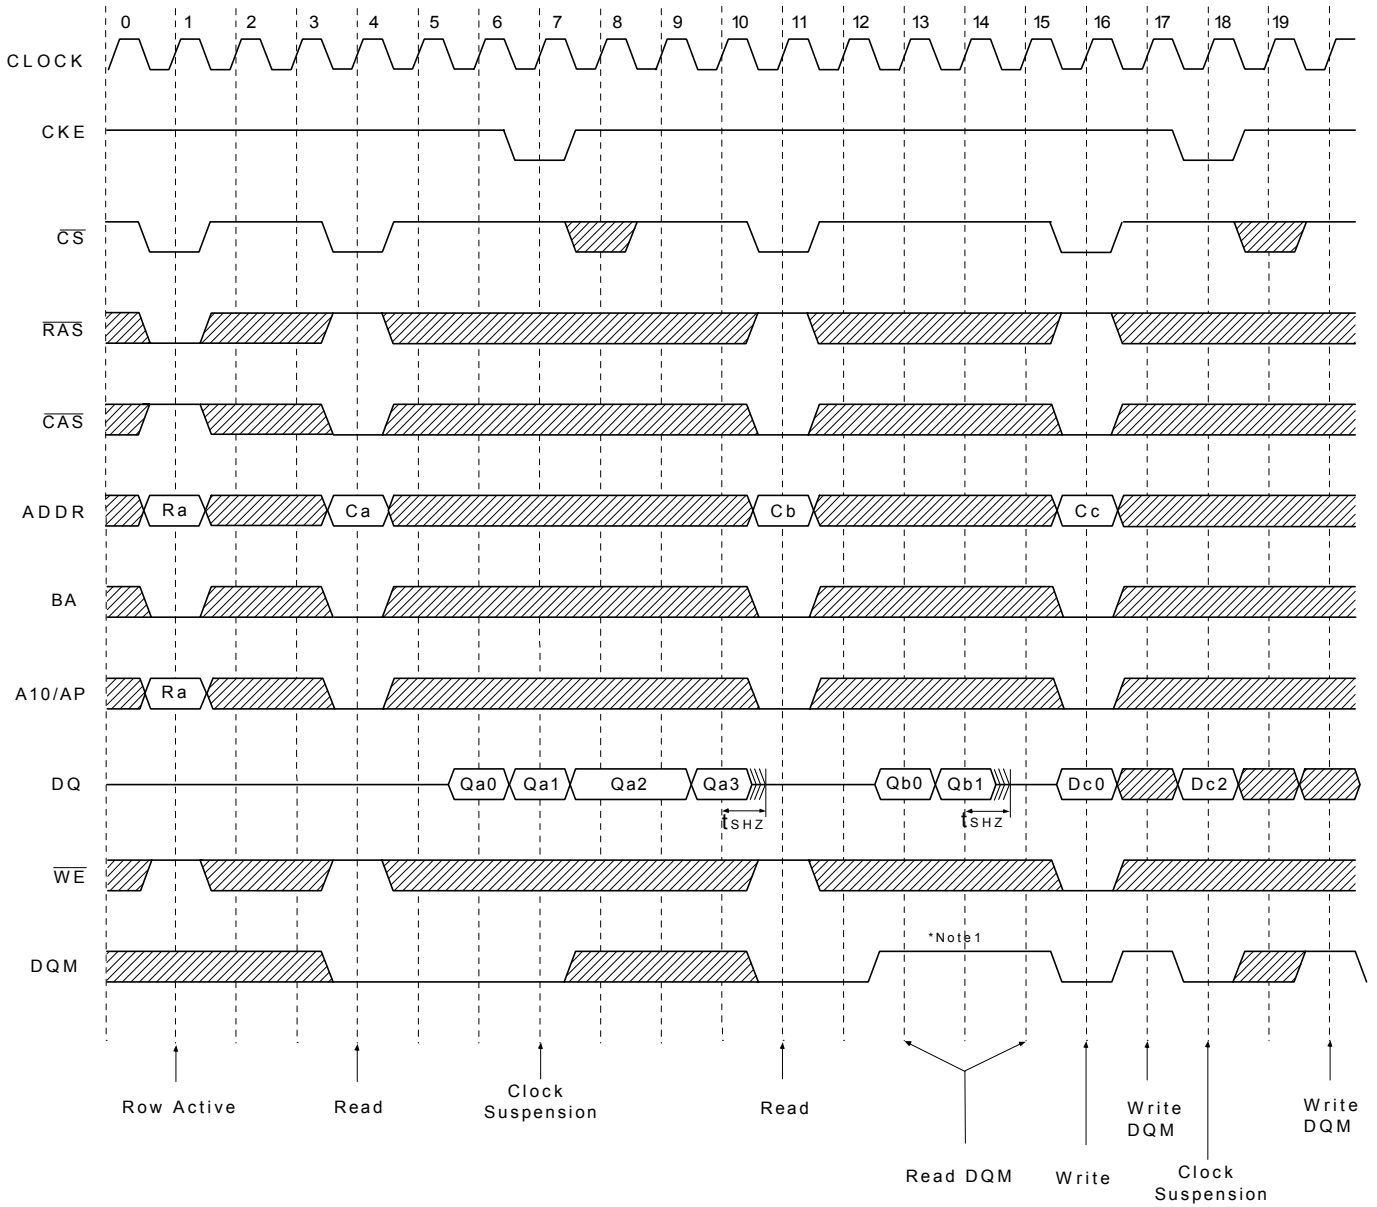 0 1 2 3 4 5 6 7 8 9 10 11 12 13 14 15 16 17 18 19
CLOCK
CKE
CS
RAS
CAS
ADDR Ra Ca Cb Cc
BA
A10/AP Ra
DQ Qa0 Qa1 Qa2 Qa3 Qb0 Qb1 Dc0 Dc2
tSHZ tSHZ
WE
*Note1
DQM
Row Active
Read
Clock
Suspension
Read
Read DQM
Write
Write
DQM
Clock
Suspension
Write
DQM